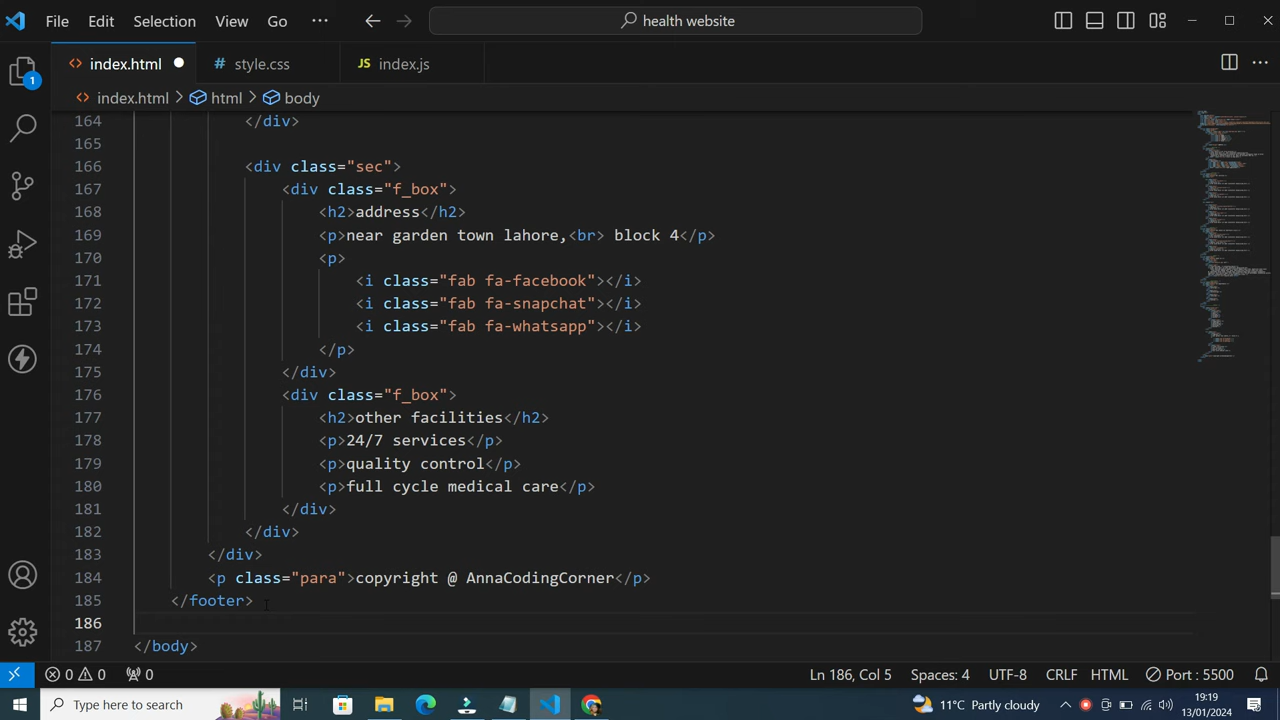 File Edit Selection View Go ··· health website
index.html style.css JS index.js
index.html > html > body
164 </div>
165
166 <div class="sec">
167 <div class="f_box">
168 <h2>address</h2>
169 <p>near garden town lahore,<br> block 4</p>
170 <p>
171 <i class="fab fa-facebook"></i>
172 <i class="fab fa-snapchat"></i>
173 <i class="fab fa-whatsapp"></i>
174 </p>
175 </div>
176 <div class="f_box">
177 <h2>other facilities</h2>
178 <p>24/7 services</p>
179 <p>quality control</p>
180 <p>full cycle medical care</p>
181 </div>
182 </div>
183 </div>
184 <p class="para">copyright @ AnnaCodingCorner</p>
185 </footer>
186
187 </body>
1
0 0 0 Ln 186, Col 5 Spaces: 4 UTF-8 CRLF HTML Port : 5500
Type here to search 11°C Partly cloudy 19:19
13/01/2024